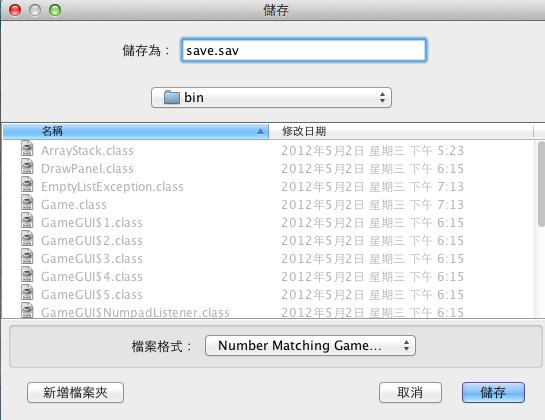 儲存
儲存為： save.sav
bin
名稱 修改日期
ArrayStack.class 2012年5月2日 星期三 下午 5:23
DrawPanel.class 2012年5月2日 星期三 下午 6:15
EmptyListException.class 2012年5月2日 星期三 下午 7:13
Game.class 2012年5月2日 星期三 下午 7:13
GameGUI$1.class 2012年5月2日 星期三 下午 6:15
GameGUI$2.class 2012年5月2日 星期三 下午 6:15
GameGUI$3.class 2012年5月2日 星期三 下午 6:15
GameGUI$4.class 2012年5月2日 星期三 下午 6:15
GameGUI$5.class 2012年5月2日 星期三 下午 6:15
GameGUI$NumpadListener.class 2012年5月2日 星期三 下午 6:15
檔案格式： Number Matching Game...
新增檔案夾 取消 儲存